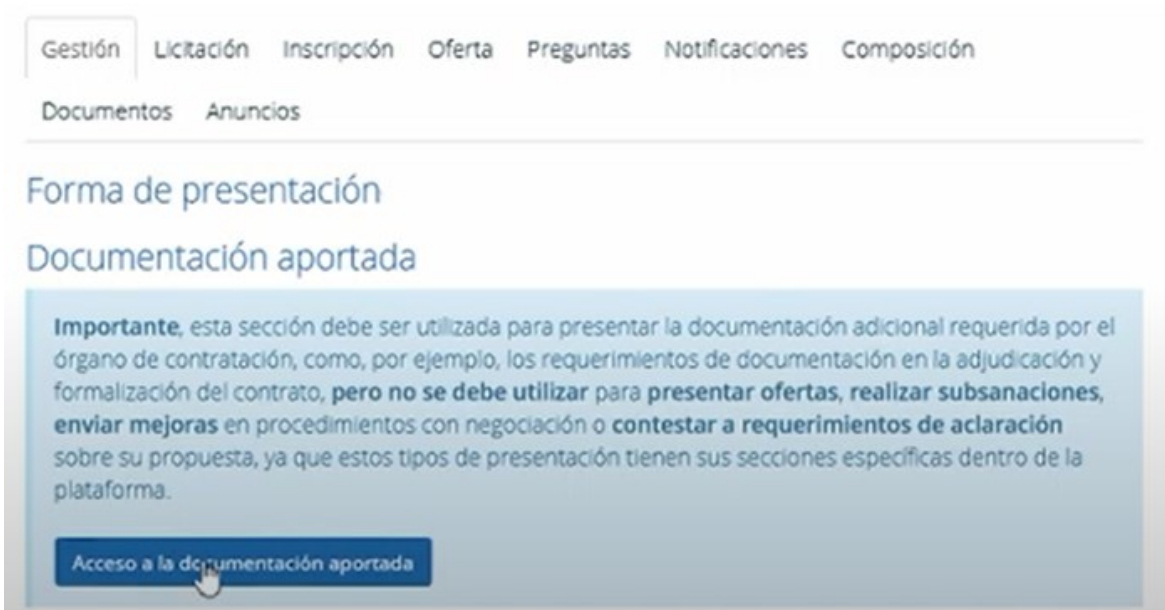 Gestión Licitación Inscripción Oferta Preguntas Notificaciones Composición
Documentos Anuncios
Forma de presentación
Documentación aportada
Importante, esta sección debe ser utilizada para presentar la documentación adicional requerida por el
órgano de contratación, como, por ejemplo, los requerimientos de documentación en la adjudicación y
formalización del contrato, pero no se debe utilizar para presentar ofertas, realizar subsanaciones,
enviar mejoras en procedimientos con negociación o contestar a requerimientos de aclaración
sobre su propuesta, ya que estos tipos de presentación tienen sus secciones específicas dentro de la
plataforma.
Acceso a la documentación aportada